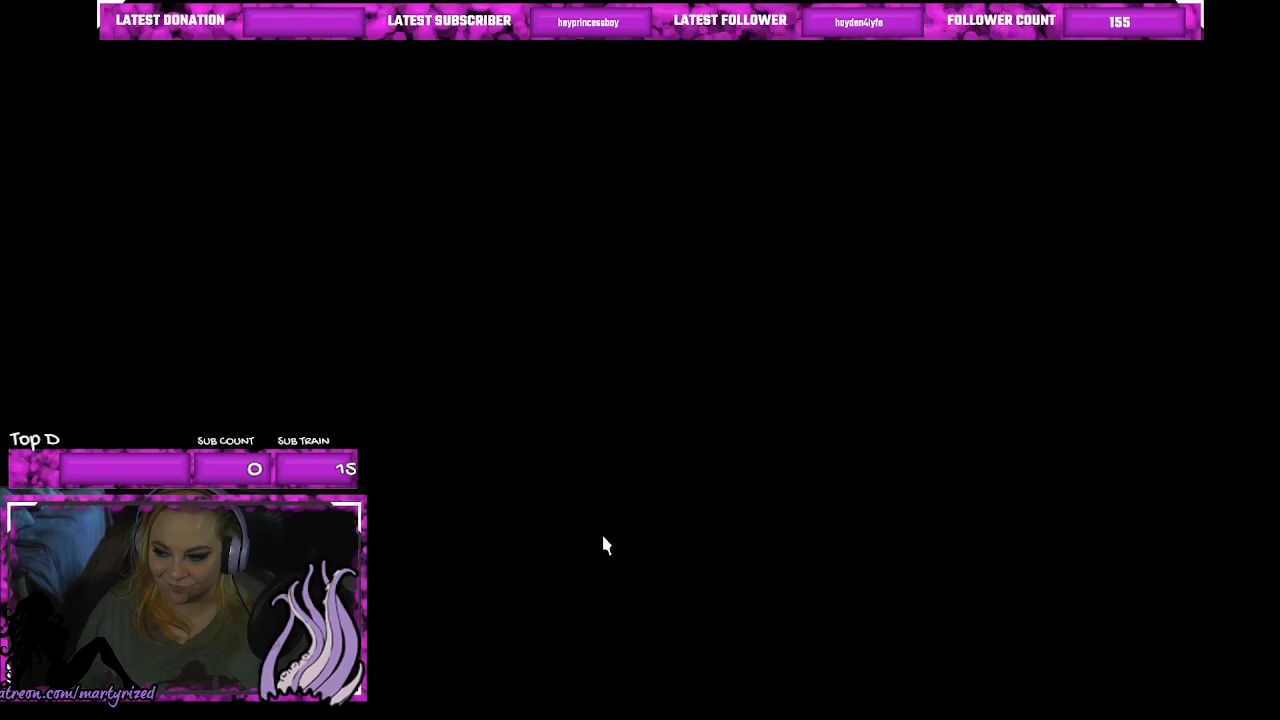 LATEST DONATION
LATEST SUBSCRIBER heyprincessboy
LATEST FOLLOWER hayden4lyfe
FOLLOWER COUNT 155
Top D
SUB COUNT SUB TRAIN
0 15
atreon.com/martyrized